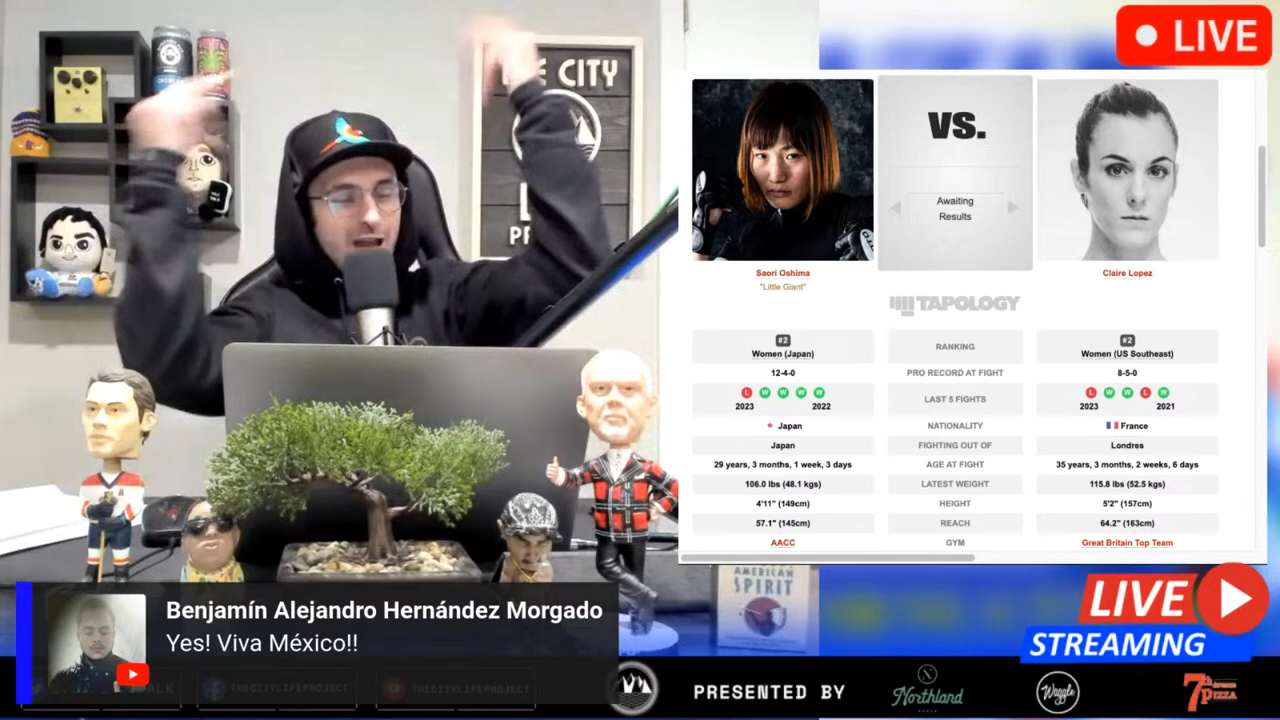 LIVE
CITY
VS.
Awaiting
Results
Saori Oshima
"Little Giant"
Claire Lopez
TAPOLOGY
#2
Women (Japan)
RANKING
#2
Women (US Southeast)
12-4-0
PRO RECORD AT FIGHT
8-5-0
L W W W W
2023 2022
LAST 5 FIGHTS
L W W L W
2023 2021
Japan
NATIONALITY
France
Japan
FIGHTING OUT OF
Londres
29 years, 3 months, 1 week, 3 days
AGE AT FIGHT
35 years, 3 months, 2 weeks, 6 days
106.0 lbs (48.1 kgs)
LATEST WEIGHT
115.8 lbs (52.5 kgs)
4'11" (149cm)
HEIGHT
5'2" (157cm)
57.1" (145cm)
REACH
64.2" (163cm)
AACC
GYM
Great Britain Top Team
AMERICAN
SPIRIT
LIVE
STREAMING
Benjamín Alejandro Hernández Morgado
Yes! Viva México!!
THECITYLIFEPROJECT
THECITYLIFEPROJECT
PRESENTED BY
Northland
Waggle
7th
PIZZA